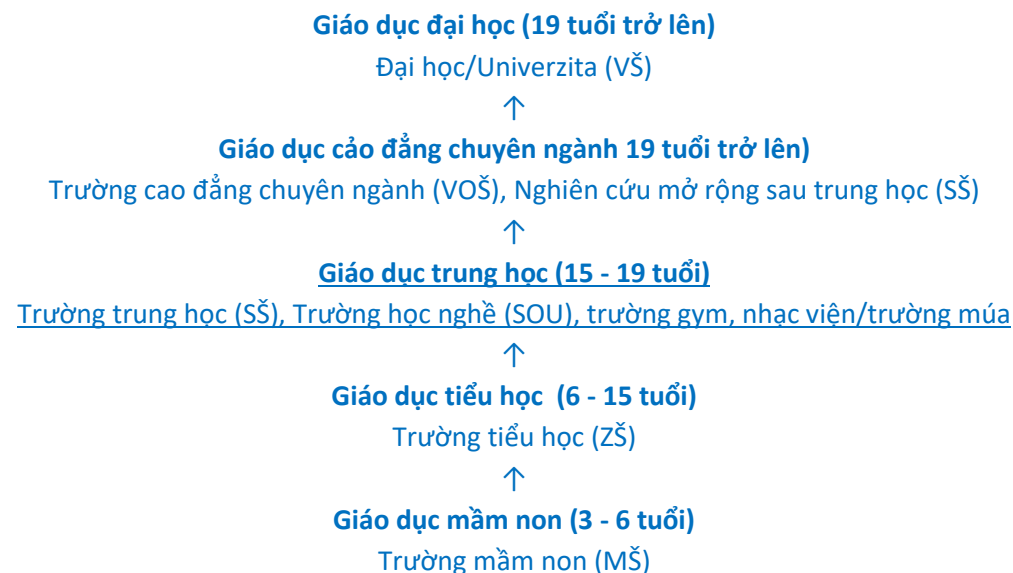 Giáo dục đại học (19 tuổi trở lên)
Đại học/Univerzita (VŠ)
↑
Giáo dục cảo đẳng chuyên ngành 19 tuổi trở lên)
Trường cao đẳng chuyên ngành (VOŠ), Nghiên cứu mở rộng sau trung học (SŠ)
↑
Giáo dục trung học (15 - 19 tuổi)
Trường trung học (SŠ), Trường học nghề (SOU), trường gym, nhạc viện/trường múa
↑
Giáo dục tiểu học (6 - 15 tuổi)
Trường tiểu học (ZŠ)
↑
Giáo dục mầm non (3 - 6 tuổi)
Trường mầm non (MŠ)